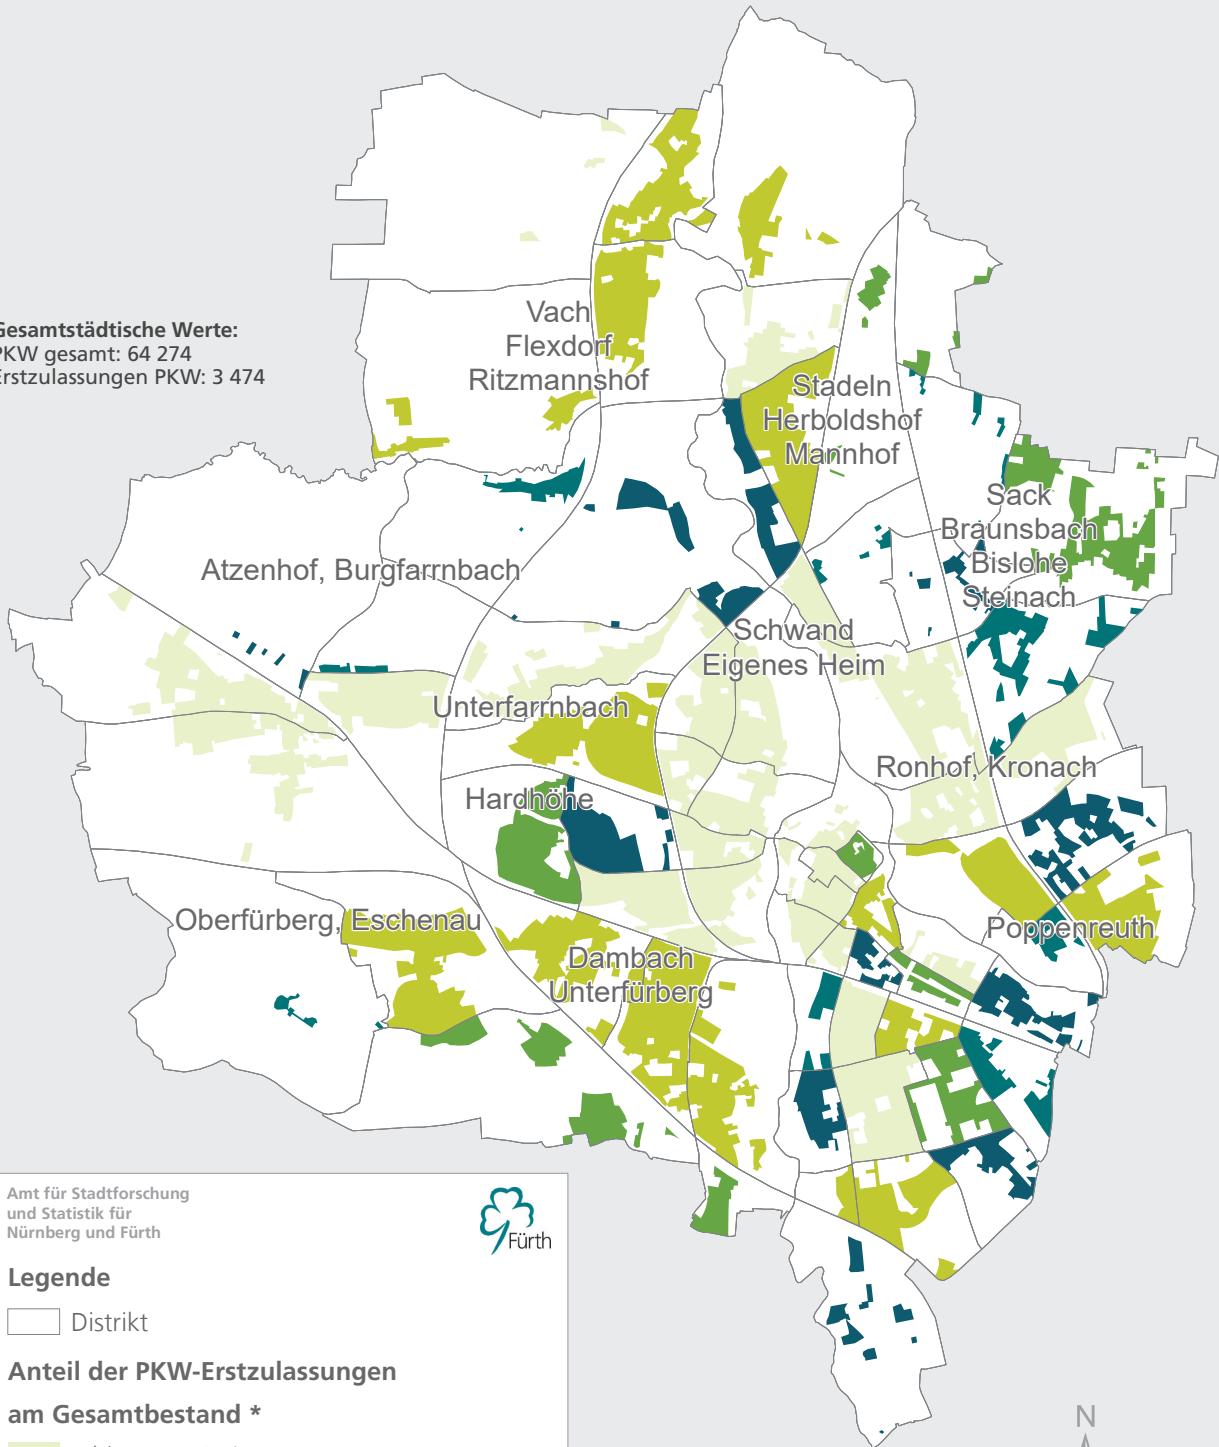 Gesamtstädtische Werte:
PKW gesamt: 64 274
Erstzulassungen PKW: 3 474
Vach
Flexdorf
Ritzmannshof
Stadeln
Herboldshof
Mannhof
Sack
Braunsbach
Bislohe
Steinach
Atzenhof, Burgfarrnbach
Schwand
Eigenes Heim
Unterfarrnbach
Ronhof, Kronach
Hardhöhe
Oberfürberg, Eschenau
Poppenreuth
Dambach
Unterfürberg
Amt für Stadtforschung
und Statistik für
Nürnberg und Fürth
Fürth
Legende
Distrikt
Anteil der PKW-Erstzulassungen
am Gesamtbestand *
N